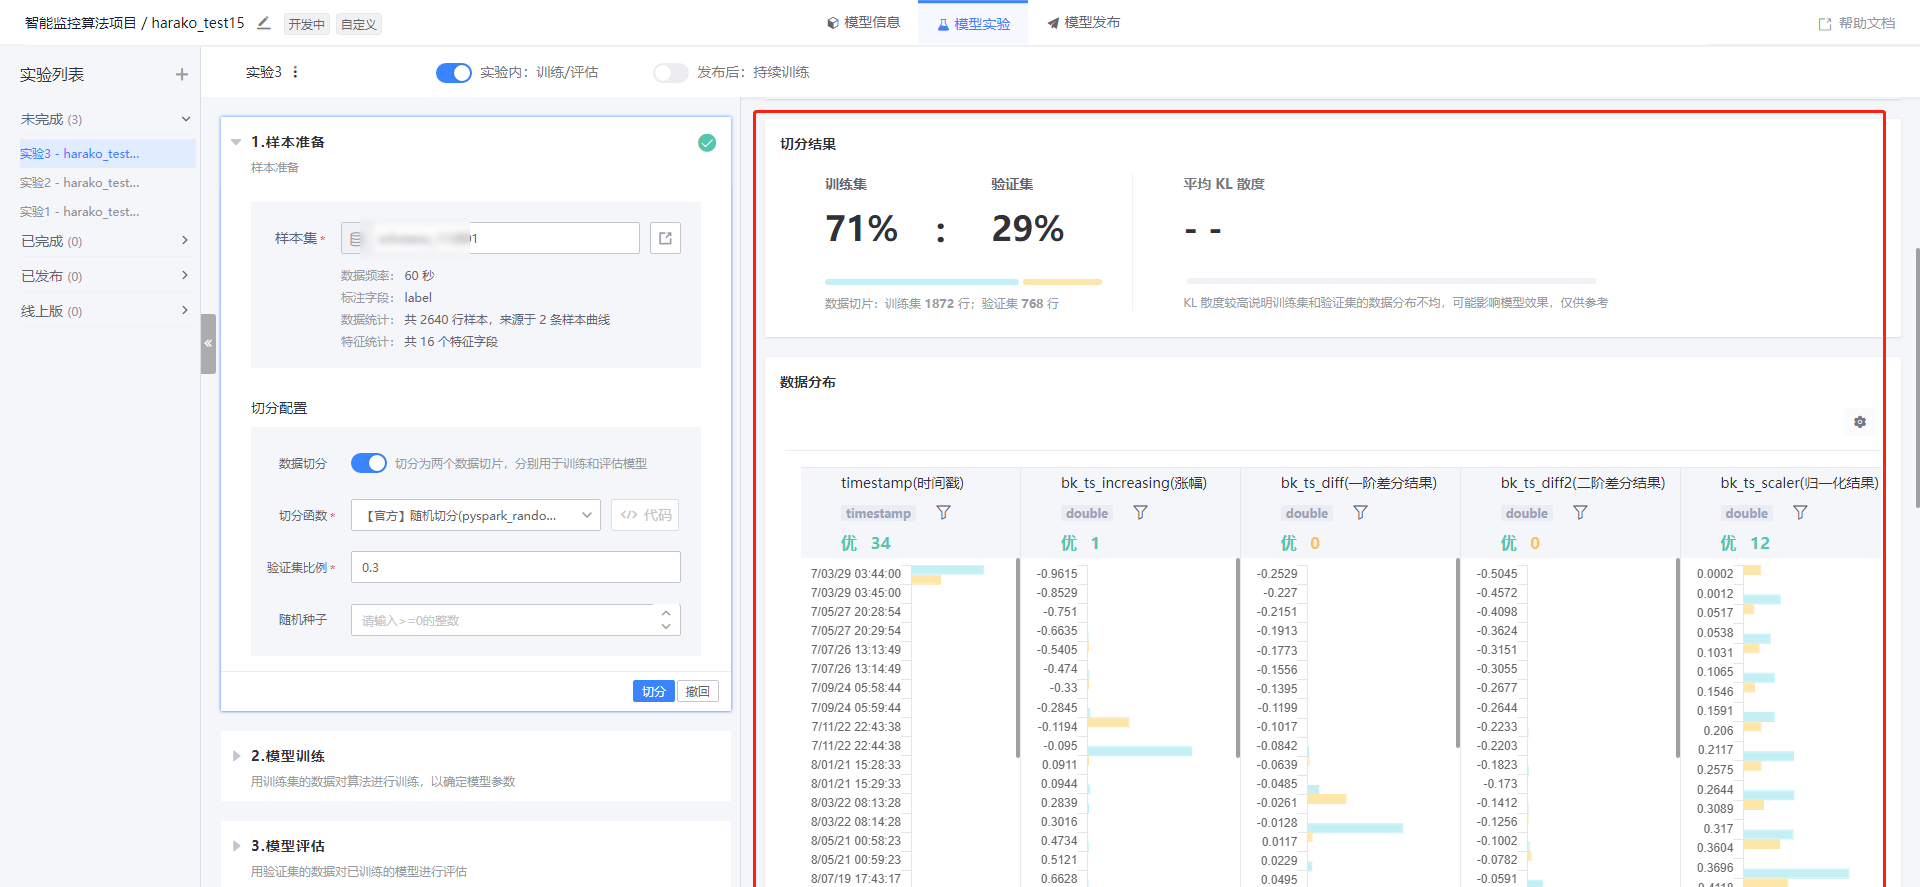 智能监控算法项目 / harako_test15
开发中
自定义
模型信息
模型实验
模型发布
帮助文档
实验列表
未完成 (3)
实验3 - harako_test...
实验2 - harako_test...
实验1 - harako_test...
已完成 (0)
已发布 (0)
线上版 (0)
实验3
实验内: 训练/评估
发布后: 持续训练
1.样本准备
样本准备
样本集 *
数据频率: 60 秒
标注字段: label
数据统计: 共 2640 行样本，来源于 2 条样本曲线
特征统计: 共 16 个特征字段
切分配置
数据切分 切分为两个数据切片，分别用于训练和评估模型
切分函数 * 【官方】随机切分(pyspark_rando... </> 代码
验证集比例 * 0.3
随机种子 请输入>=0的整数
切分 撤回
2.模型训练
用训练集的数据对算法进行训练，以确定模型参数
3.模型评估
用验证集的数据对已训练的模型进行评估
切分结果
训练集 验证集 平均 KL 散度
71% : 29% - -
数据切片: 训练集 1872 行; 验证集 768 行
KL 散度较高说明训练集和验证集的数据分布不均，可能影响模型效果，仅供参考
数据分布
timestamp(时间戳)
timestamp
优 34
7/03/29 03:44:00
7/03/29 03:45:00
7/05/27 20:28:54
7/05/27 20:29:54
7/07/26 13:13:49
7/07/26 13:14:49
7/09/24 05:58:44
7/09/24 05:59:44
7/11/22 22:43:38
7/11/22 22:44:38
8/01/21 15:28:33
8/01/21 15:29:33
8/03/22 08:13:28
8/03/22 08:14:28
8/05/21 00:58:23
8/05/21 00:59:23
8/07/19 17:43:17
bk_ts_increasing(涨幅)
double
优 1
-0.9615
-0.8529
-0.751
-0.6635
-0.5405
-0.474
-0.33
-0.2845
-0.1194
-0.095
0.0911
0.0944
0.2839
0.3016
0.4734
0.5121
0.6628
bk_ts_diff(一阶差分结果)
double
优 0
-0.2529
-0.227
-0.2151
-0.1913
-0.1773
-0.1556
-0.1395
-0.1199
-0.1017
-0.0842
-0.0639
-0.0485
-0.0261
-0.0128
0.0117
0.0229
0.0495
bk_ts_diff2(二阶差分结果)
double
优 0
-0.5045
-0.4572
-0.4098
-0.3624
-0.3151
-0.3055
-0.2677
-0.2644
-0.2233
-0.2203
-0.1823
-0.173
-0.1412
-0.1256
-0.1002
-0.0782
-0.0591
bk_ts_scaler(归一化结果)
double
优 12
0.0002
0.0012
0.0517
0.0538
0.1031
0.1065
0.1546
0.1591
0.206
0.2117
0.2575
0.2644
0.3089
0.317
0.3604
0.3696